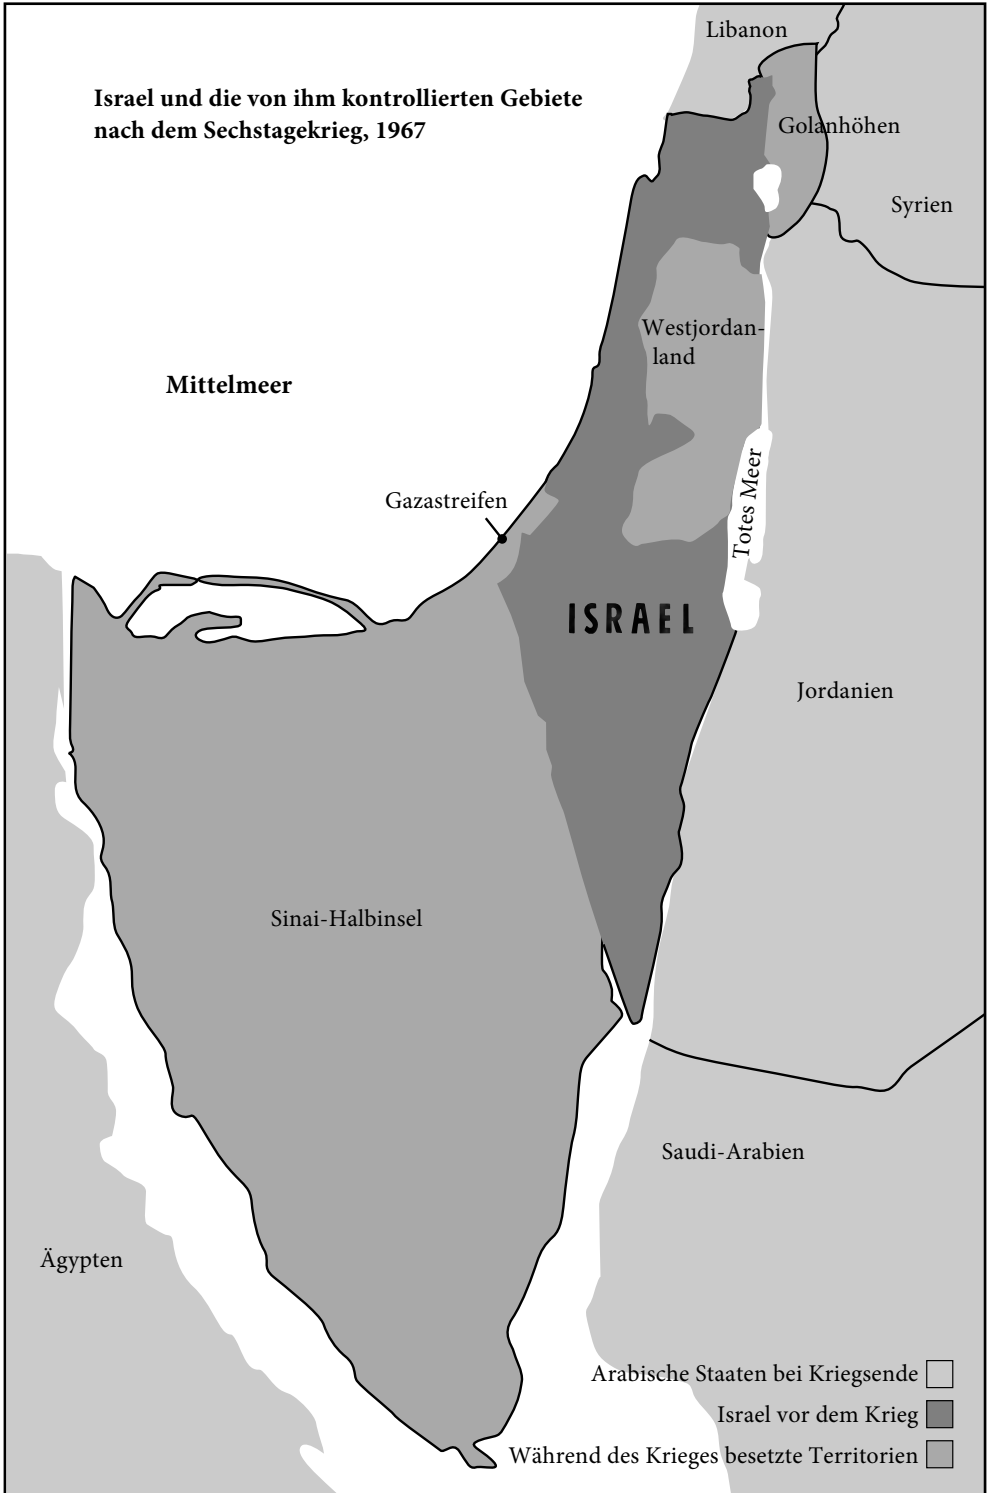 Libanon
Israel und die von ihm kontrollierten Gebiete
nach dem Sechstagekrieg, 1967
Golanhöhen
Syrien
Westjordan-
land
Mittelmeer
Totes Meer
Gazastreifen
ISRAEL
Jordanien
Sinai-Halbinsel
Saudi-Arabien
Ägypten
Arabische Staaten bei Kriegsende
Israel vor dem Krieg
Während des Krieges besetzte Territorien